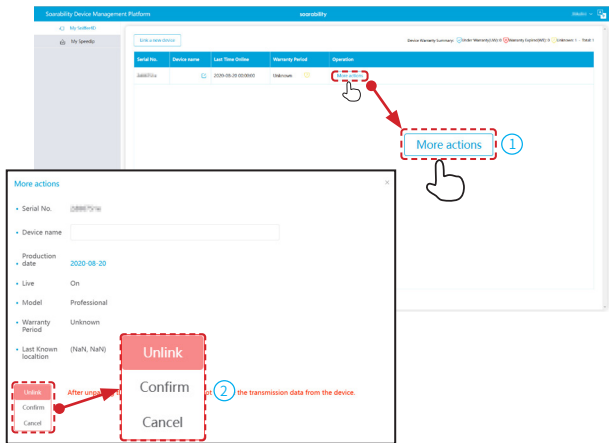 Soarability Device Management Platform
soarability
My Sniffer4D
My Speedip
Link a new device
Device Warranty Summary: Under Warranty(UW): 0 Warranty Expired(WE): 0 Unknown: 1 - Total: 1
Serial No. Device name Last Time Online Warranty Period Operation
2020-08-20 00:00:00 Unknown More actions
More actions 1
More actions ×
• Serial No.
• Device name
Production
• date 2020-08-20
• Live On
• Model Professional
• Warranty Unknown
Period
• Last Known (NaN, NaN)
localtion
Unlink
Confirm
Cancel
Unlink After
2 the transmission data from the device.
Confirm
Cancel